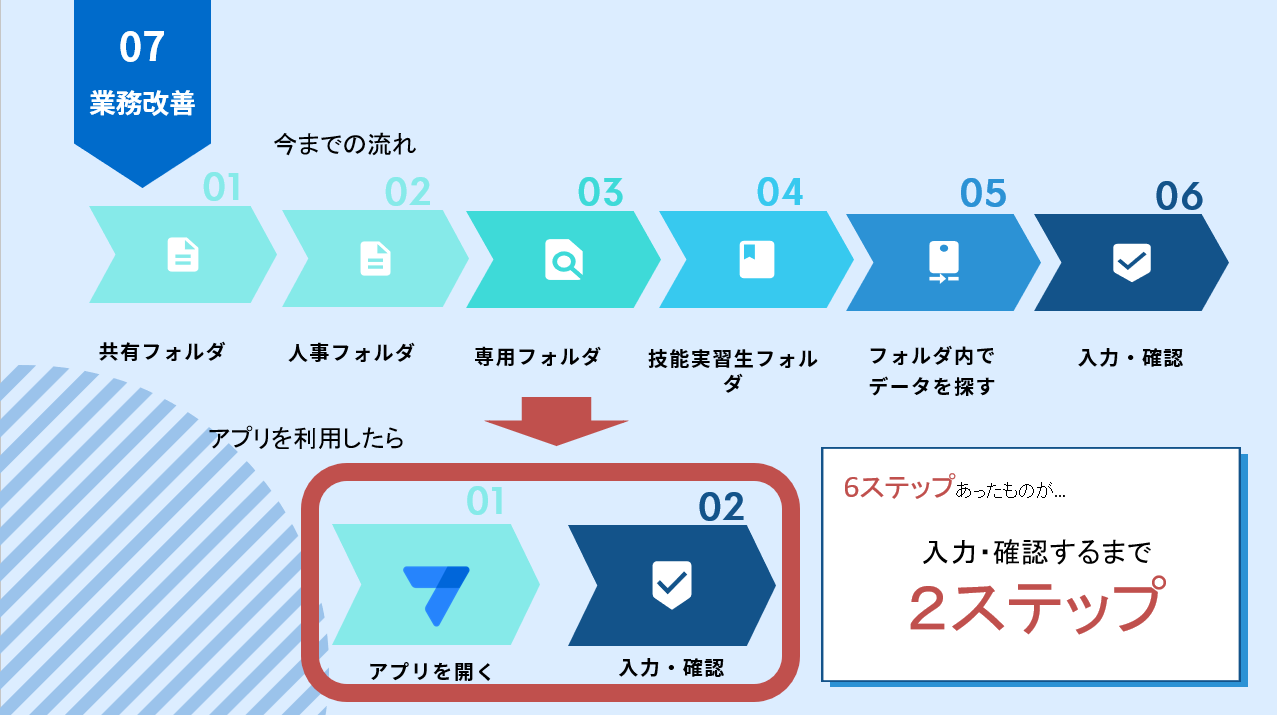 07
業務改善
今までの流れ
01
02
03
04
05
06
共有フォルダ
人事フォルダ
専用フォルダ
技能実習生フォル
ダ
フォルダ内で
データを探す
入力・確認
アプリを利用したら
01
02
アプリを開く
入力・確認
6ステップあったものが…
入力・確認するまで
２ステップ